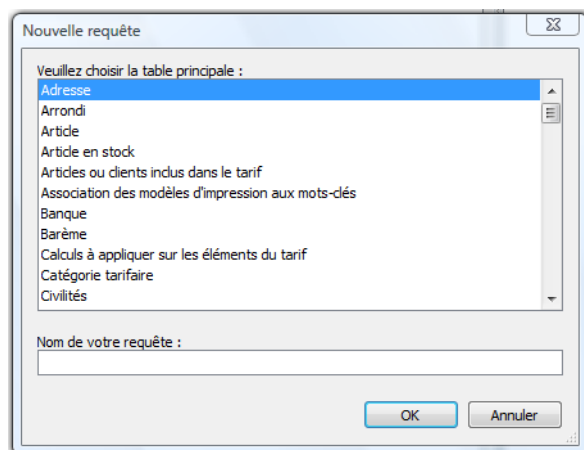 Nouvelle requête
Veuillez choisir la table principale :
Adresse
Arrondi
Article
Article en stock
Articles ou clients inclus dans le tarif
Association des modèles d'impression aux mots-clés
Banque
Barème
Calculs à appliquer sur les éléments du tarif
Catégorie tarifaire
Civilités
Nom de votre requête :
OK Annuler